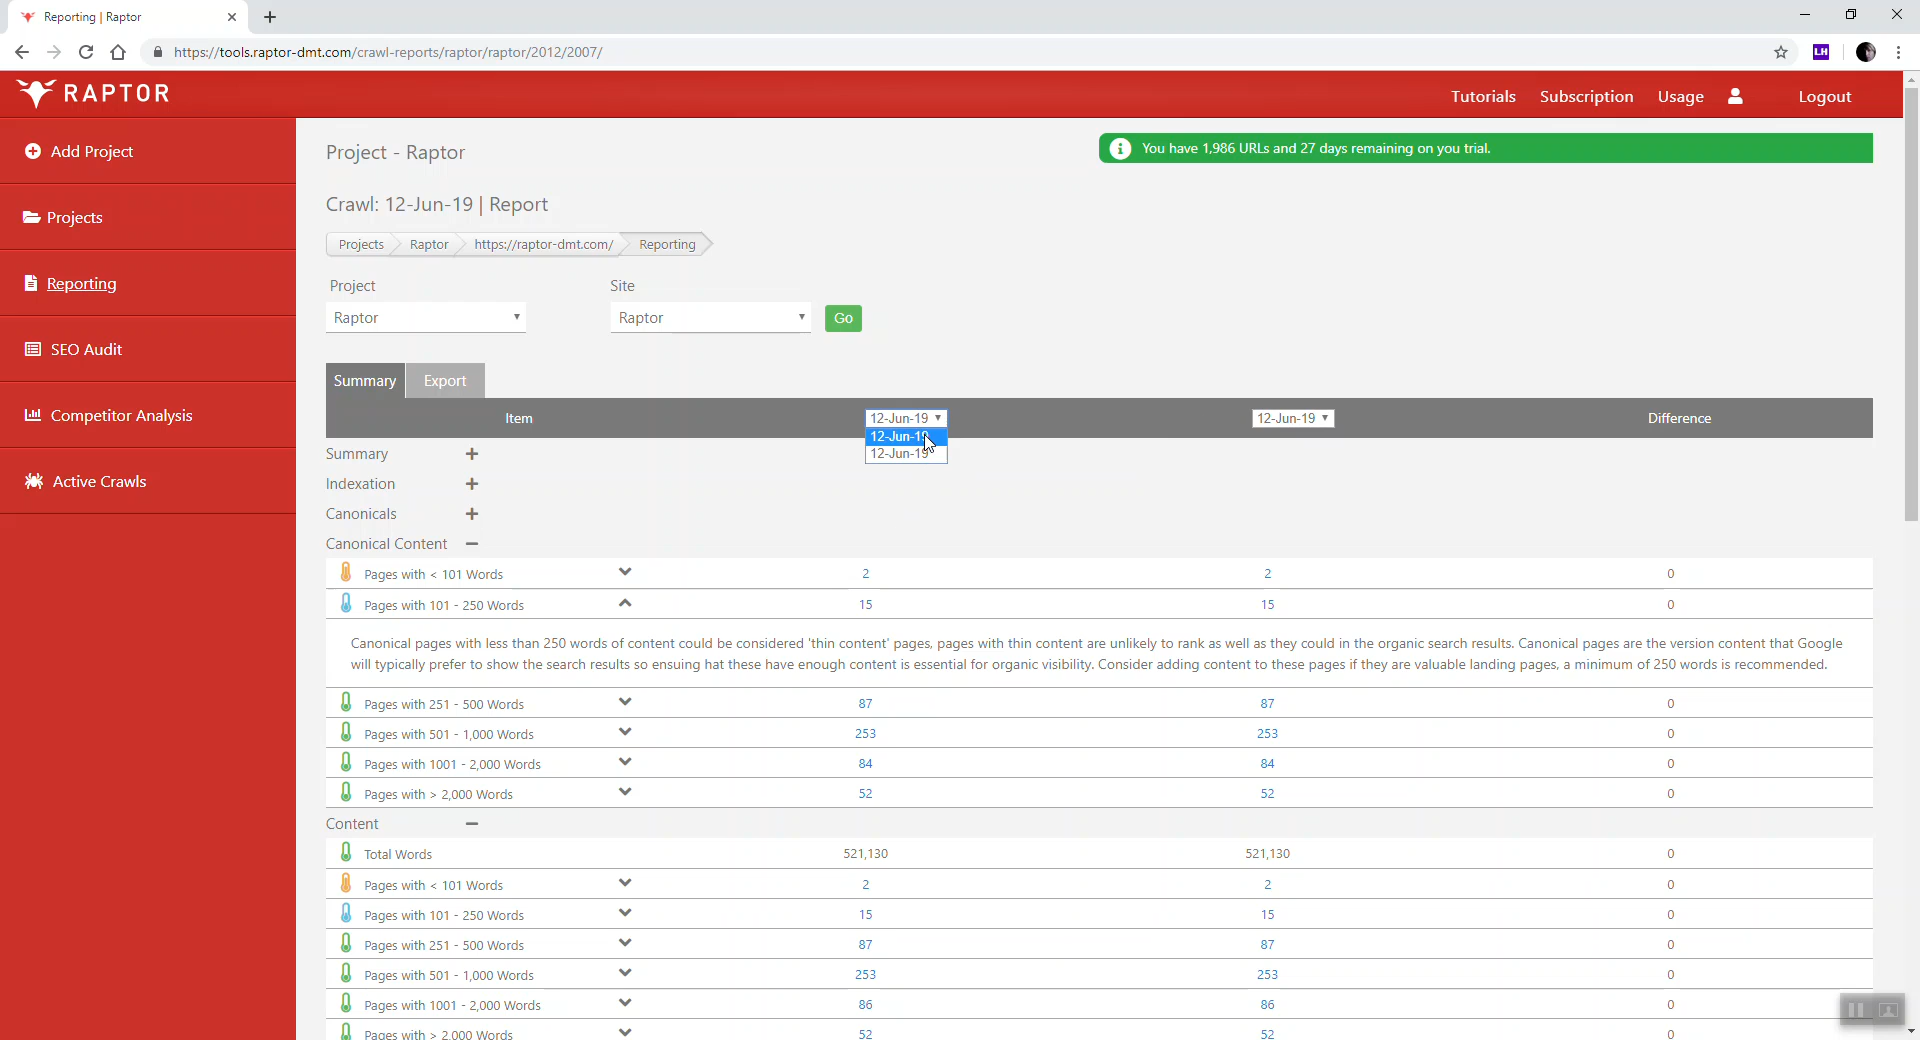 Reporting | Raptor
https://tools.raptor-dmt.com/crawl-reports/raptor/raptor/2012/2007/
LH
RAPTOR
Tutorials Subscription Usage Logout
Add Project
Projects
Reporting
SEO Audit
Competitor Analysis
Active Crawls
Project - Raptor
You have 1,986 URLs and 27 days remaining on you trial.
Crawl: 12-Jun-19 | Report
Projects Raptor https://raptor-dmt.com/ Reporting
Project Site
Raptor Raptor Go
Summary Export
Item 12-Jun-19 12-Jun-19 Difference
12-Jun-19
12-Jun-19
Summary +
Indexation +
Canonicals +
Canonical Content −
Pages with < 101 Words 2 2 0
Pages with 101 - 250 Words 15 15 0
Canonical pages with less than 250 words of content could be considered 'thin content' pages, pages with thin content are unlikely to rank as well as they could in the organic search results. Canonical pages are the version content that Google
will typically prefer to show the search results so ensuing hat these have enough content is essential for organic visibility. Consider adding content to these pages if they are valuable landing pages, a minimum of 250 words is recommended.
Pages with 251 - 500 Words 87 87 0
Pages with 501 - 1,000 Words 253 253 0
Pages with 1001 - 2,000 Words 84 84 0
Pages with > 2,000 Words 52 52 0
Content −
Total Words 521,130 521,130 0
Pages with < 101 Words 2 2 0
Pages with 101 - 250 Words 15 15 0
Pages with 251 - 500 Words 87 87 0
Pages with 501 - 1,000 Words 253 253 0
Pages with 1001 - 2,000 Words 86 86 0
Pages with > 2,000 Words 52 52 0